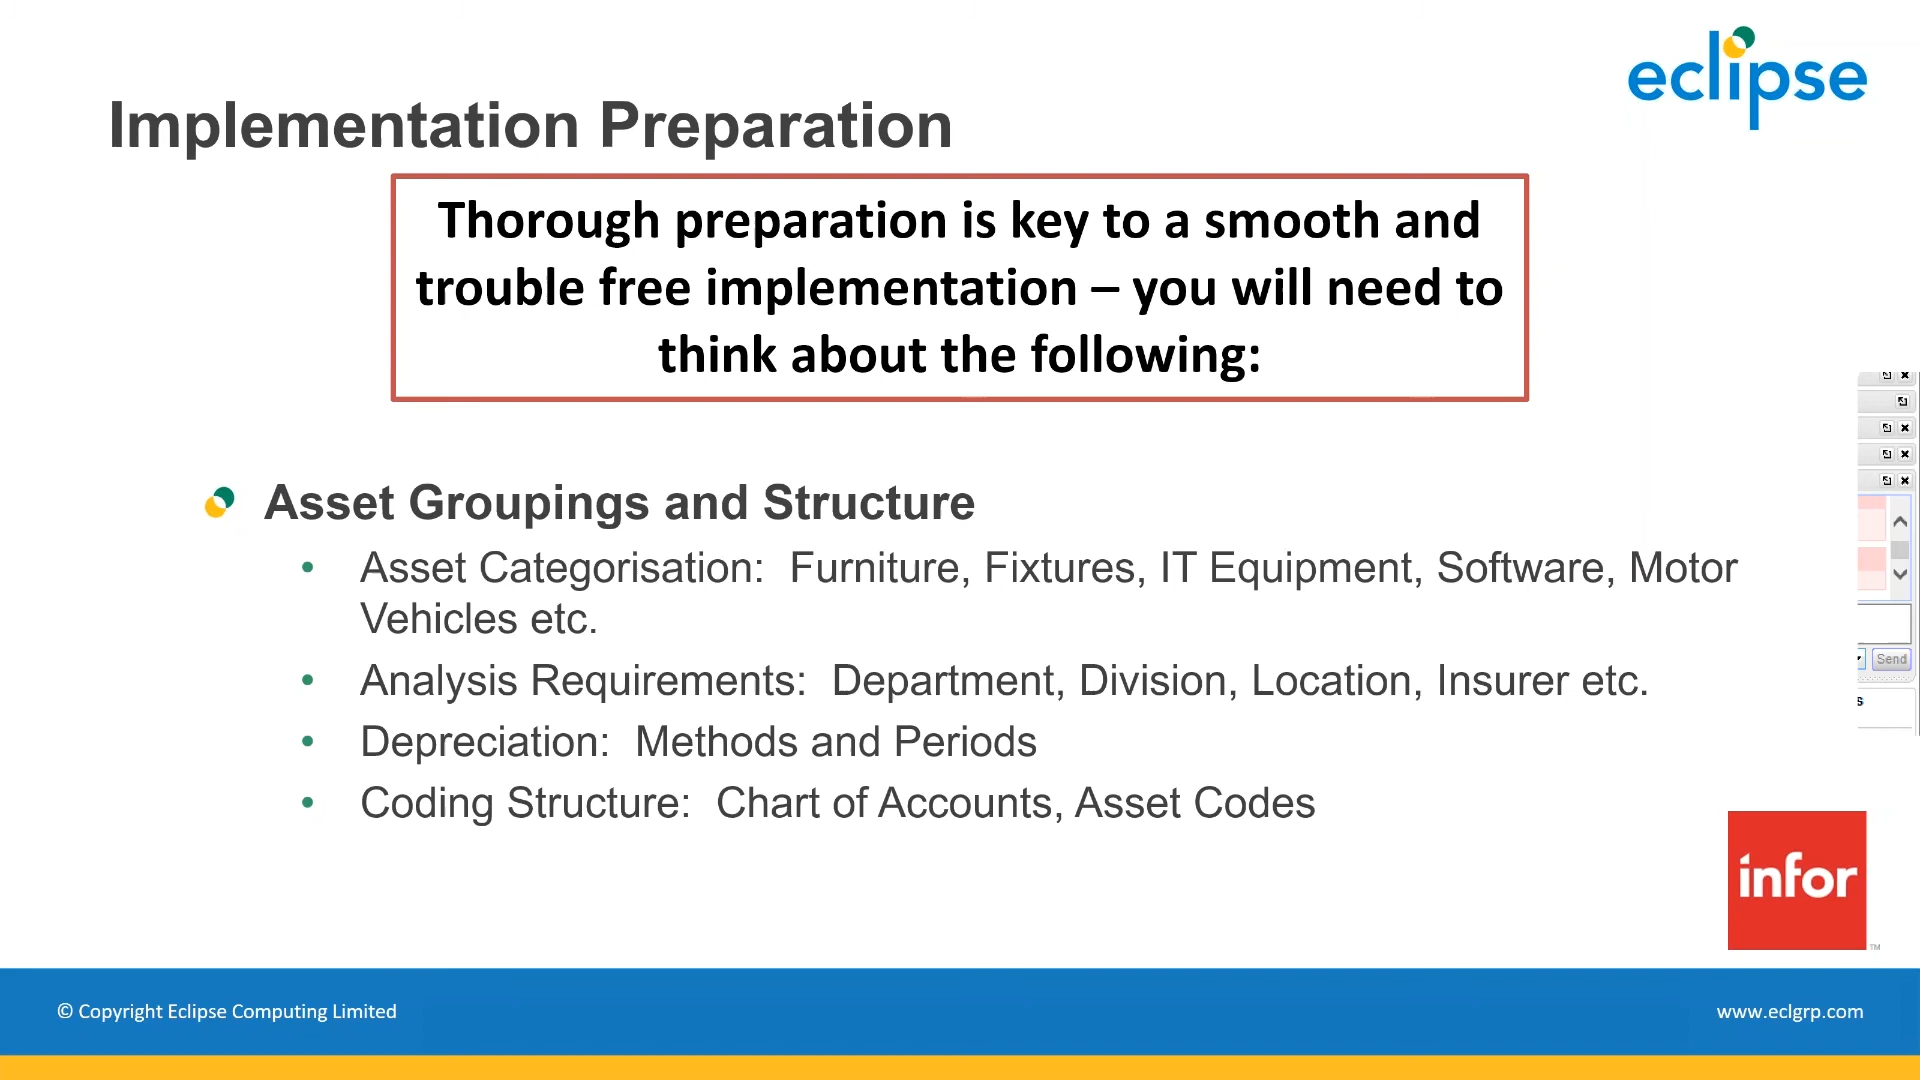 eclipse
Implementation Preparation
Thorough preparation is key to a smooth and
trouble free implementation – you will need to
think about the following:
Asset Groupings and Structure
• Asset Categorisation:  Furniture, Fixtures, IT Equipment, Software, Motor
Vehicles etc.
• Analysis Requirements:  Department, Division, Location, Insurer etc.
• Depreciation:  Methods and Periods
• Coding Structure:  Chart of Accounts, Asset Codes
Send
s
infor
TM
© Copyright Eclipse Computing Limited
www.eclgrp.com